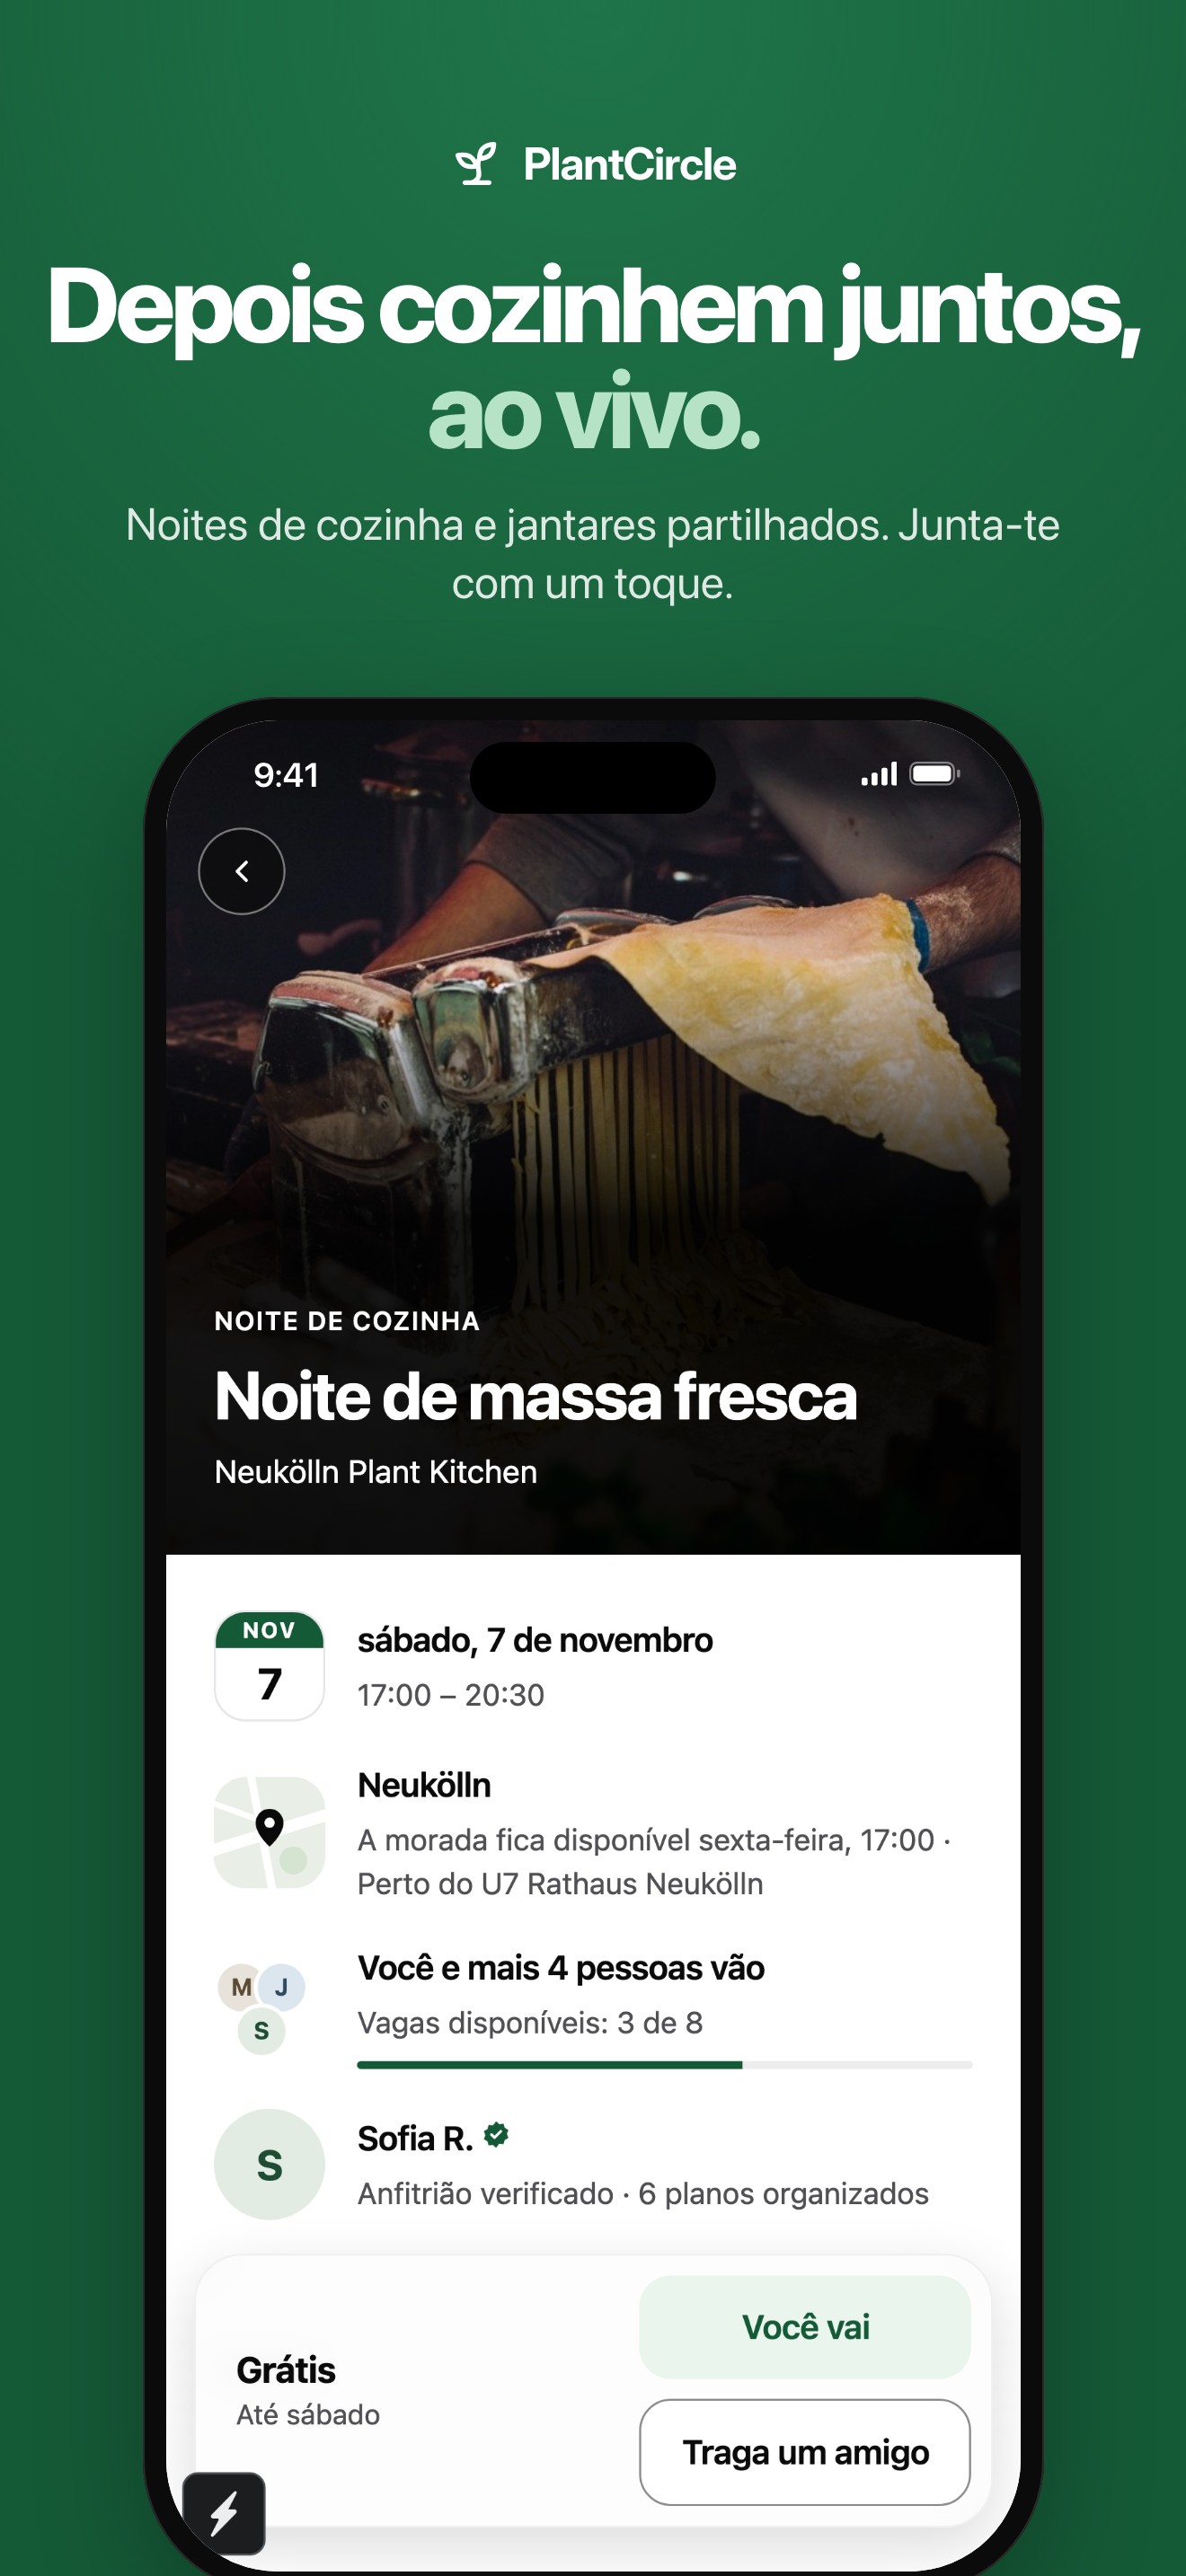 PlantCircle
Depois cozinhem juntos,
ao vivo.
Noites de cozinha e jantares partilhados. Junta-te
com um toque.
9:41
NOITE DE COZINHA
Noite de massa fresca
Neukölln Plant Kitchen
NOV
7
sábado, 7 de novembro
17:00 – 20:30
Neukölln
A morada fica disponível sexta-feira, 17:00 ·
Perto do U7 Rathaus Neukölln
M
J
S
Você e mais 4 pessoas vão
Vagas disponíveis: 3 de 8
S
Sofia R.
Anfitrião verificado · 6 planos organizados
Grátis
Até sábado
Você vai
Traga um amigo